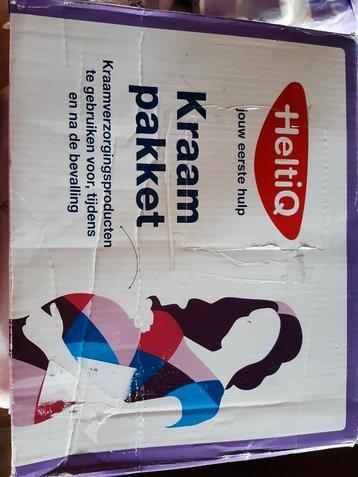 HeltiQ
jouw eerste hulp
Kraam
pakket
Kraamverzorgingsproducten
te gebruiken voor, tijdens
en na de bevalling